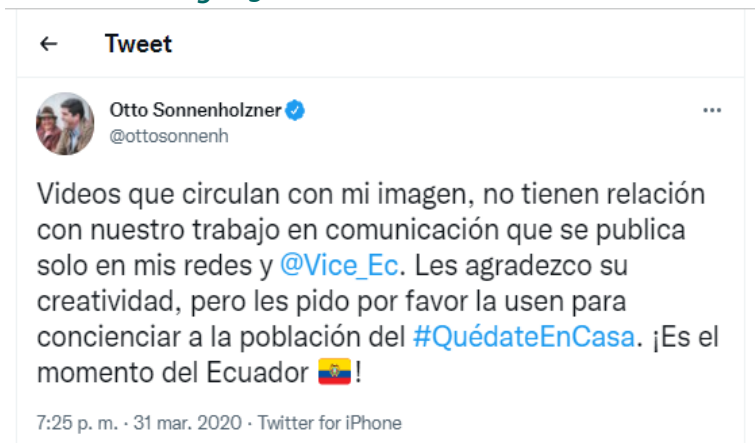 Tweet
Otto Sonnenholzner
@ottosonnenh
Videos que circulan con mi imagen, no tienen relación
con nuestro trabajo en comunicación que se publica
solo en mis redes y @Vice_Ec. Les agradezco su
creatividad, pero les pido por favor la usen para
concienciar a la población del #QuédateEnCasa. ¡Es el
momento del Ecuador 🇪🇨!
7:25 p. m. · 31 mar. 2020 · Twitter for iPhone